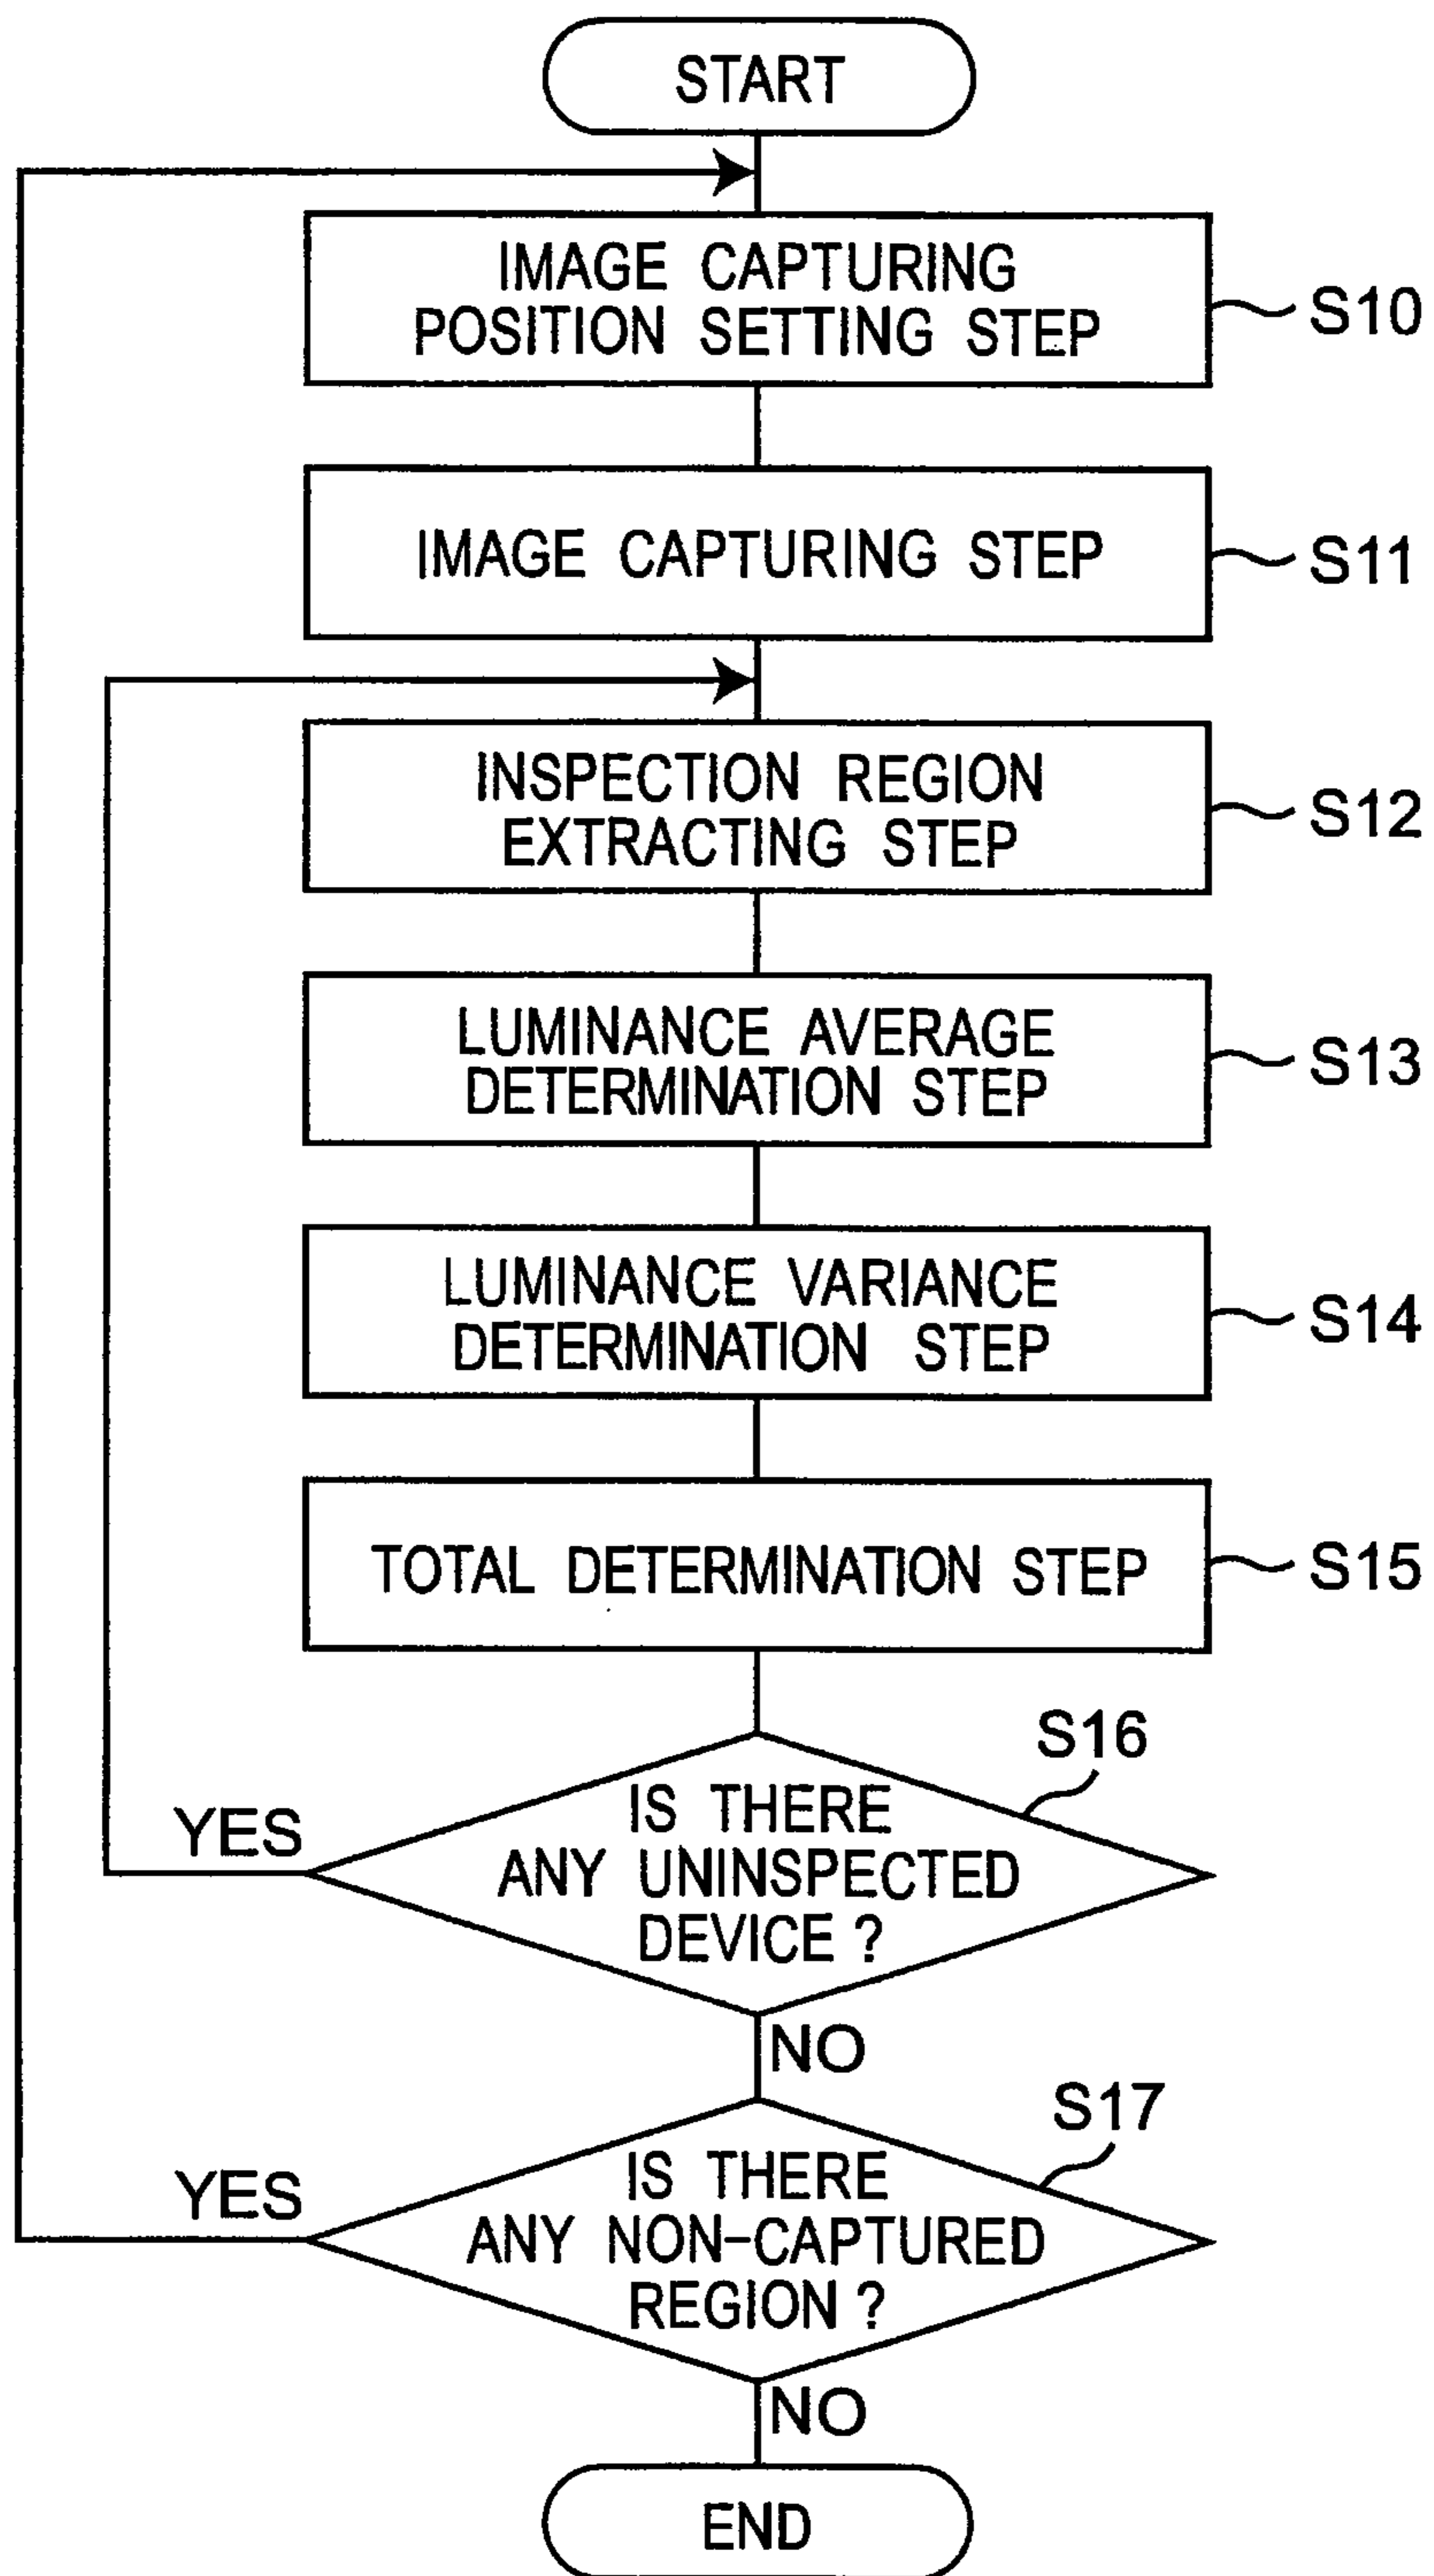 START
IMAGE CAPTURING
POSITION SETTING STEP
S10
IMAGE CAPTURING STEP
S11
INSPECTION REGION
EXTRACTING STEP
S12
LUMINANCE AVERAGE
DETERMINATION STEP
S13
LUMINANCE VARIANCE
DETERMINATION STEP
S14
TOTAL DETERMINATION STEP
S15
S16
IS THERE
ANY UNINSPECTED
DEVICE ?
YES
NO
S17
IS THERE
ANY NON-CAPTURED
REGION ?
YES
NO
END